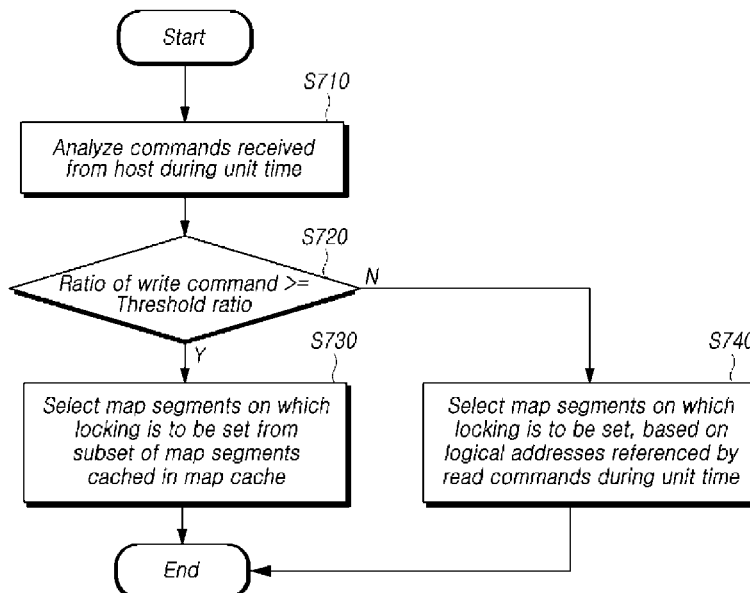 Start
S710
Analyze commands received
from host during unit time
S720
Ratio of write command >=
Threshold ratio
N
Y
S730
Select map segments on which
locking is to be set from
subset of map segments
cached in map cache
S740
Select map segments on which
locking is to be set, based on
logical addresses referenced by
read commands during unit time
End